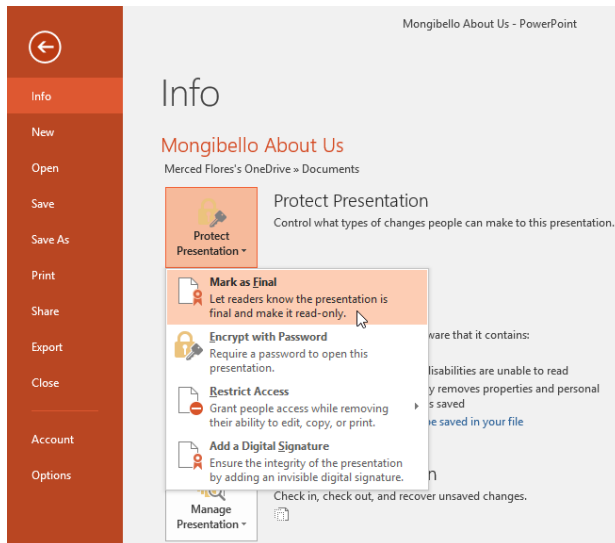 Mongibello About Us - PowerPoint
Info
New
Open
Save
Save As
Print
Share
Export
Close
Account
Options
Info
Mongibello About Us
Merced Flores's OneDrive » Documents
Protect
Presentation
Protect Presentation
Control what types of changes people can make to this presentation.
Mark as Final
Let readers know the presentation is
final and make it read-only.
Encrypt with Password
Require a password to open this
presentation.
Restrict Access
Grant people access while removing
their ability to edit, copy, or print.
Add a Digital Signature
Ensure the integrity of the presentation
by adding an invisible digital signature.
ware that it contains:
isabilities are unable to read
y removes properties and personal
s saved
be saved in your file
n
Manage
Presentation
Check in, check out, and recover unsaved changes.